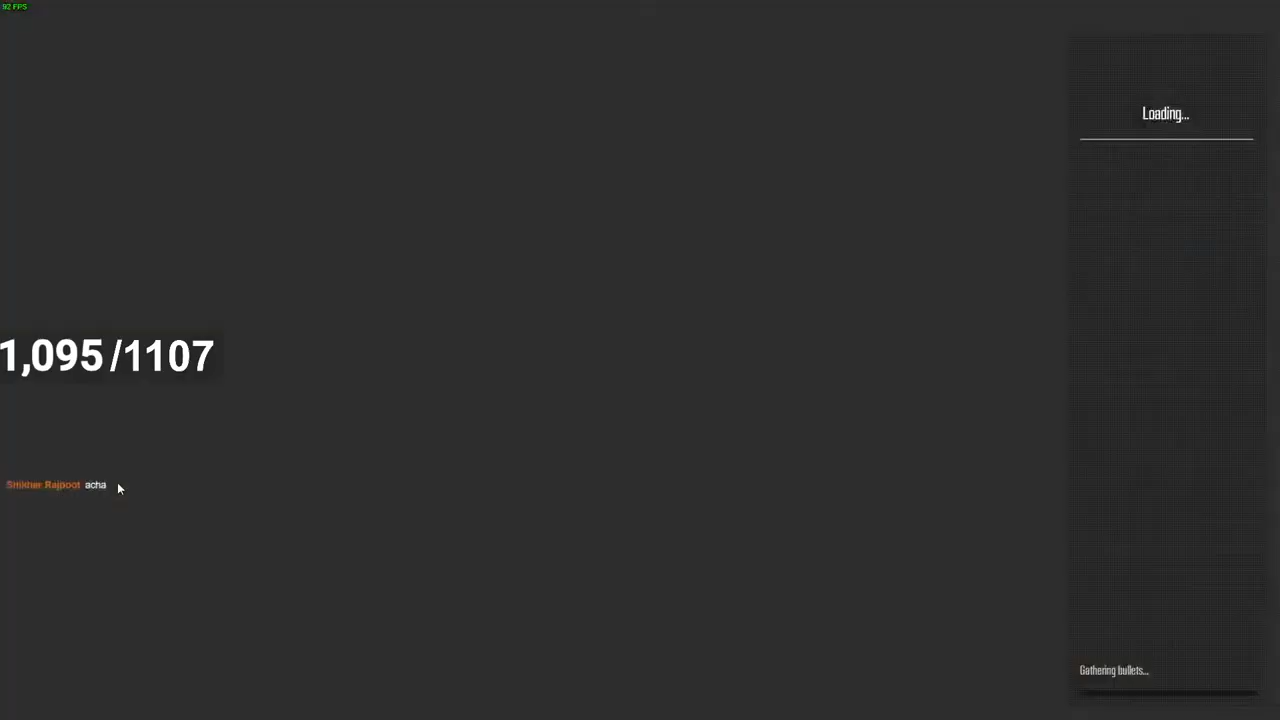 92 FPS
Loading...
1,095 /1107
Shikhar Rajpoot acha
Gathering bullets...